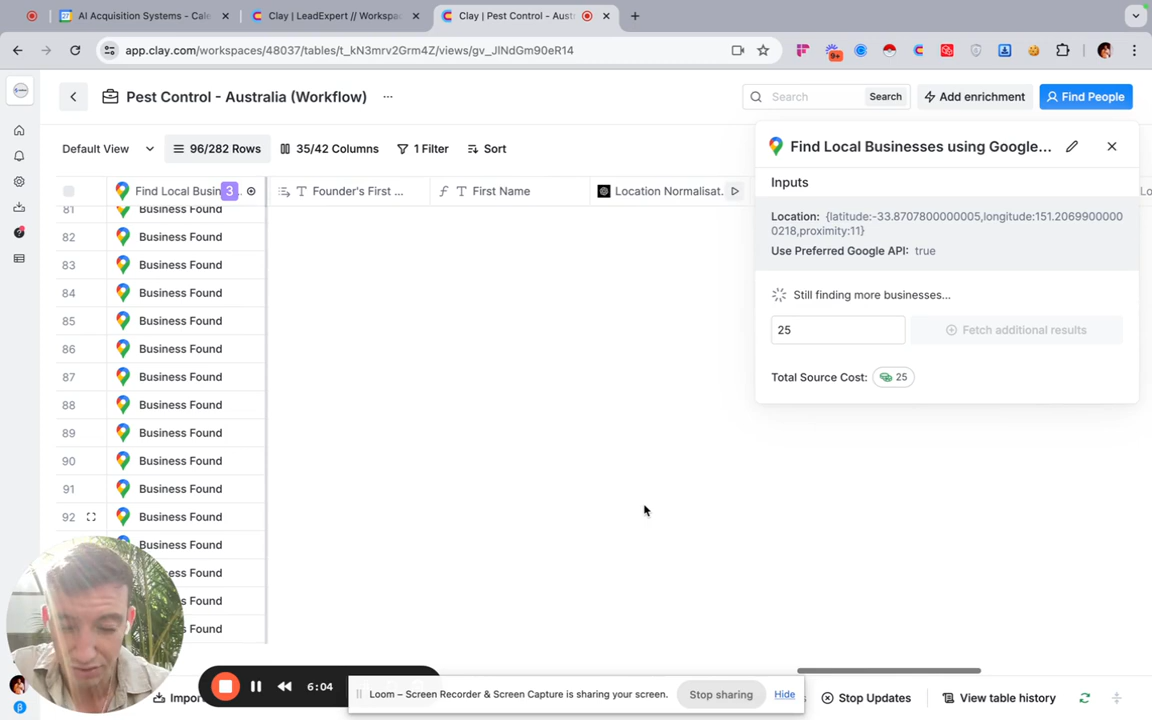 AI Acquisition Systems - Cale
Clay | LeadExpert // Workspac
Clay | Pest Control - Aust
app.clay.com/workspaces/48037/tables/t_kN3mrv2Grm4Z/views/gv_JlNdGm90eR14
9+
Pest Control - Australia (Workflow)
Search
Search
Add enrichment
Find People
Default View
96/282 Rows
35/42 Columns
1 Filter
Sort
Find Local Businesses using Google...
Inputs
Location: {latitude:-33.8707800000005,longitude:151.2069900000
0218,proximity:11}
Use Preferred Google API: true
Still finding more businesses...
25
Fetch additional results
Total Source Cost: 25
Find Local Busin
3
Founder's First ...
First Name
Location Normalisat.
Lo
81 Business Found
82 Business Found
83 Business Found
84 Business Found
85 Business Found
86 Business Found
87 Business Found
88 Business Found
89 Business Found
90 Business Found
91 Business Found
92 Business Found
Business Found
s Found
s Found
s Found
6:04
Impor
Loom – Screen Recorder & Screen Capture is sharing your screen.
Stop sharing
Hide
Stop Updates
View table history
β